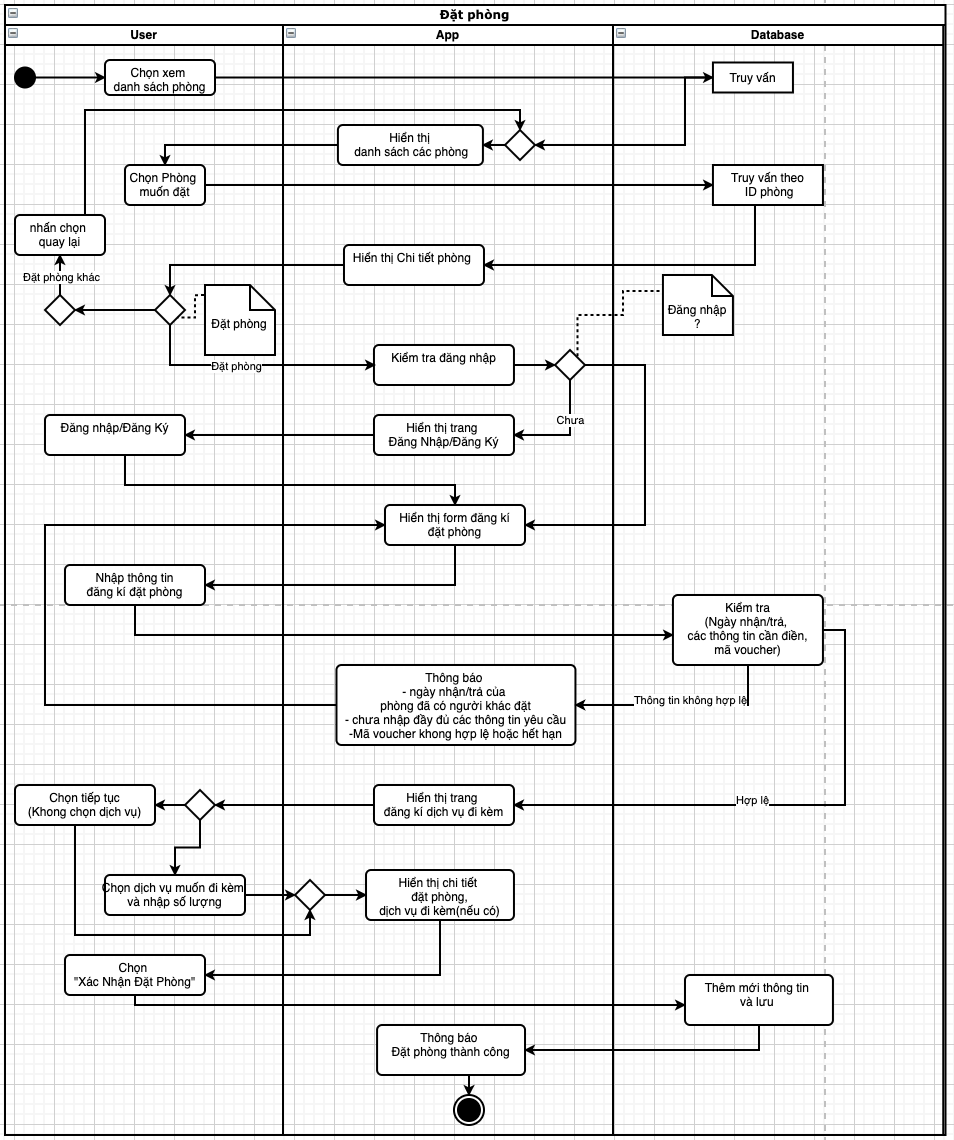 Đặt phòng
User
App
Database
Chọn xem
danh sách phòng
Truy vấn
Hiển thị
danh sách các phòng
Chọn Phòng
muốn đặt
Truy vấn theo
ID phòng
nhấn chọn
quay lại
Hiển thị Chi tiết phòng
Đặt phòng khác
Đặt phòng
Đăng nhập
?
Kiểm tra đăng nhập
Đặt phòng
Chưa
Đăng nhập/Đăng Ký
Hiển thị trang
Đăng Nhập/Đăng Ký
Hiển thị form đăng kí
đặt phòng
Nhập thông tin
đăng kí đặt phòng
Kiểm tra
(Ngày nhận/trá,
các thông tin cần điền,
mã voucher)
Thông báo
- ngày nhận/trá của
phòng đã có người khác đặt
- chưa nhập đầy đủ các thông tin yêu cầu
-Mã voucher khong hợp lệ hoặc hết hạn
Thông tin không hợp lệ
Chọn tiếp tục
(Khong chọn dịch vụ)
Hiển thị trang
đăng kí dịch vụ đi kèm
Hợp lệ
Chọn dịch vụ muốn đi kèm
và nhập số lượng
Hiển thị chi tiết
đặt phòng,
dịch vụ đi kèm(nếu có)
Chọn
"Xác Nhận Đặt Phòng"
Thêm mới thông tin
và lưu
Thông báo
Đặt phòng thành công